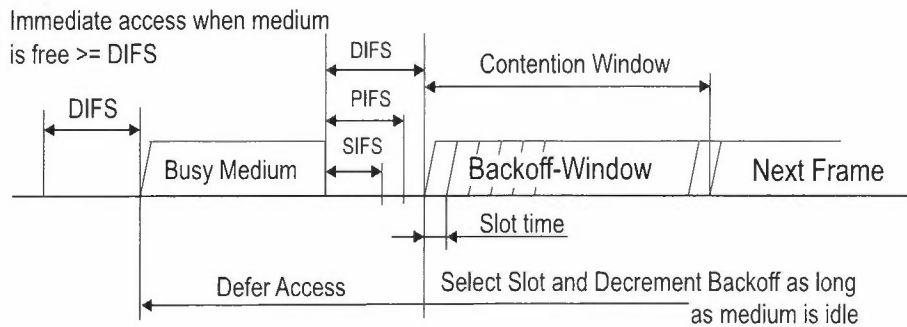 Immediate access when medium
is free >= DIFS
DIFS
DIFS
PIFS
SIFS
Contention Window
Busy Medium
Backoff-Window
Next Frame
Slot time
Defer Access
Select Slot and Decrement Backoff as long
as medium is idle